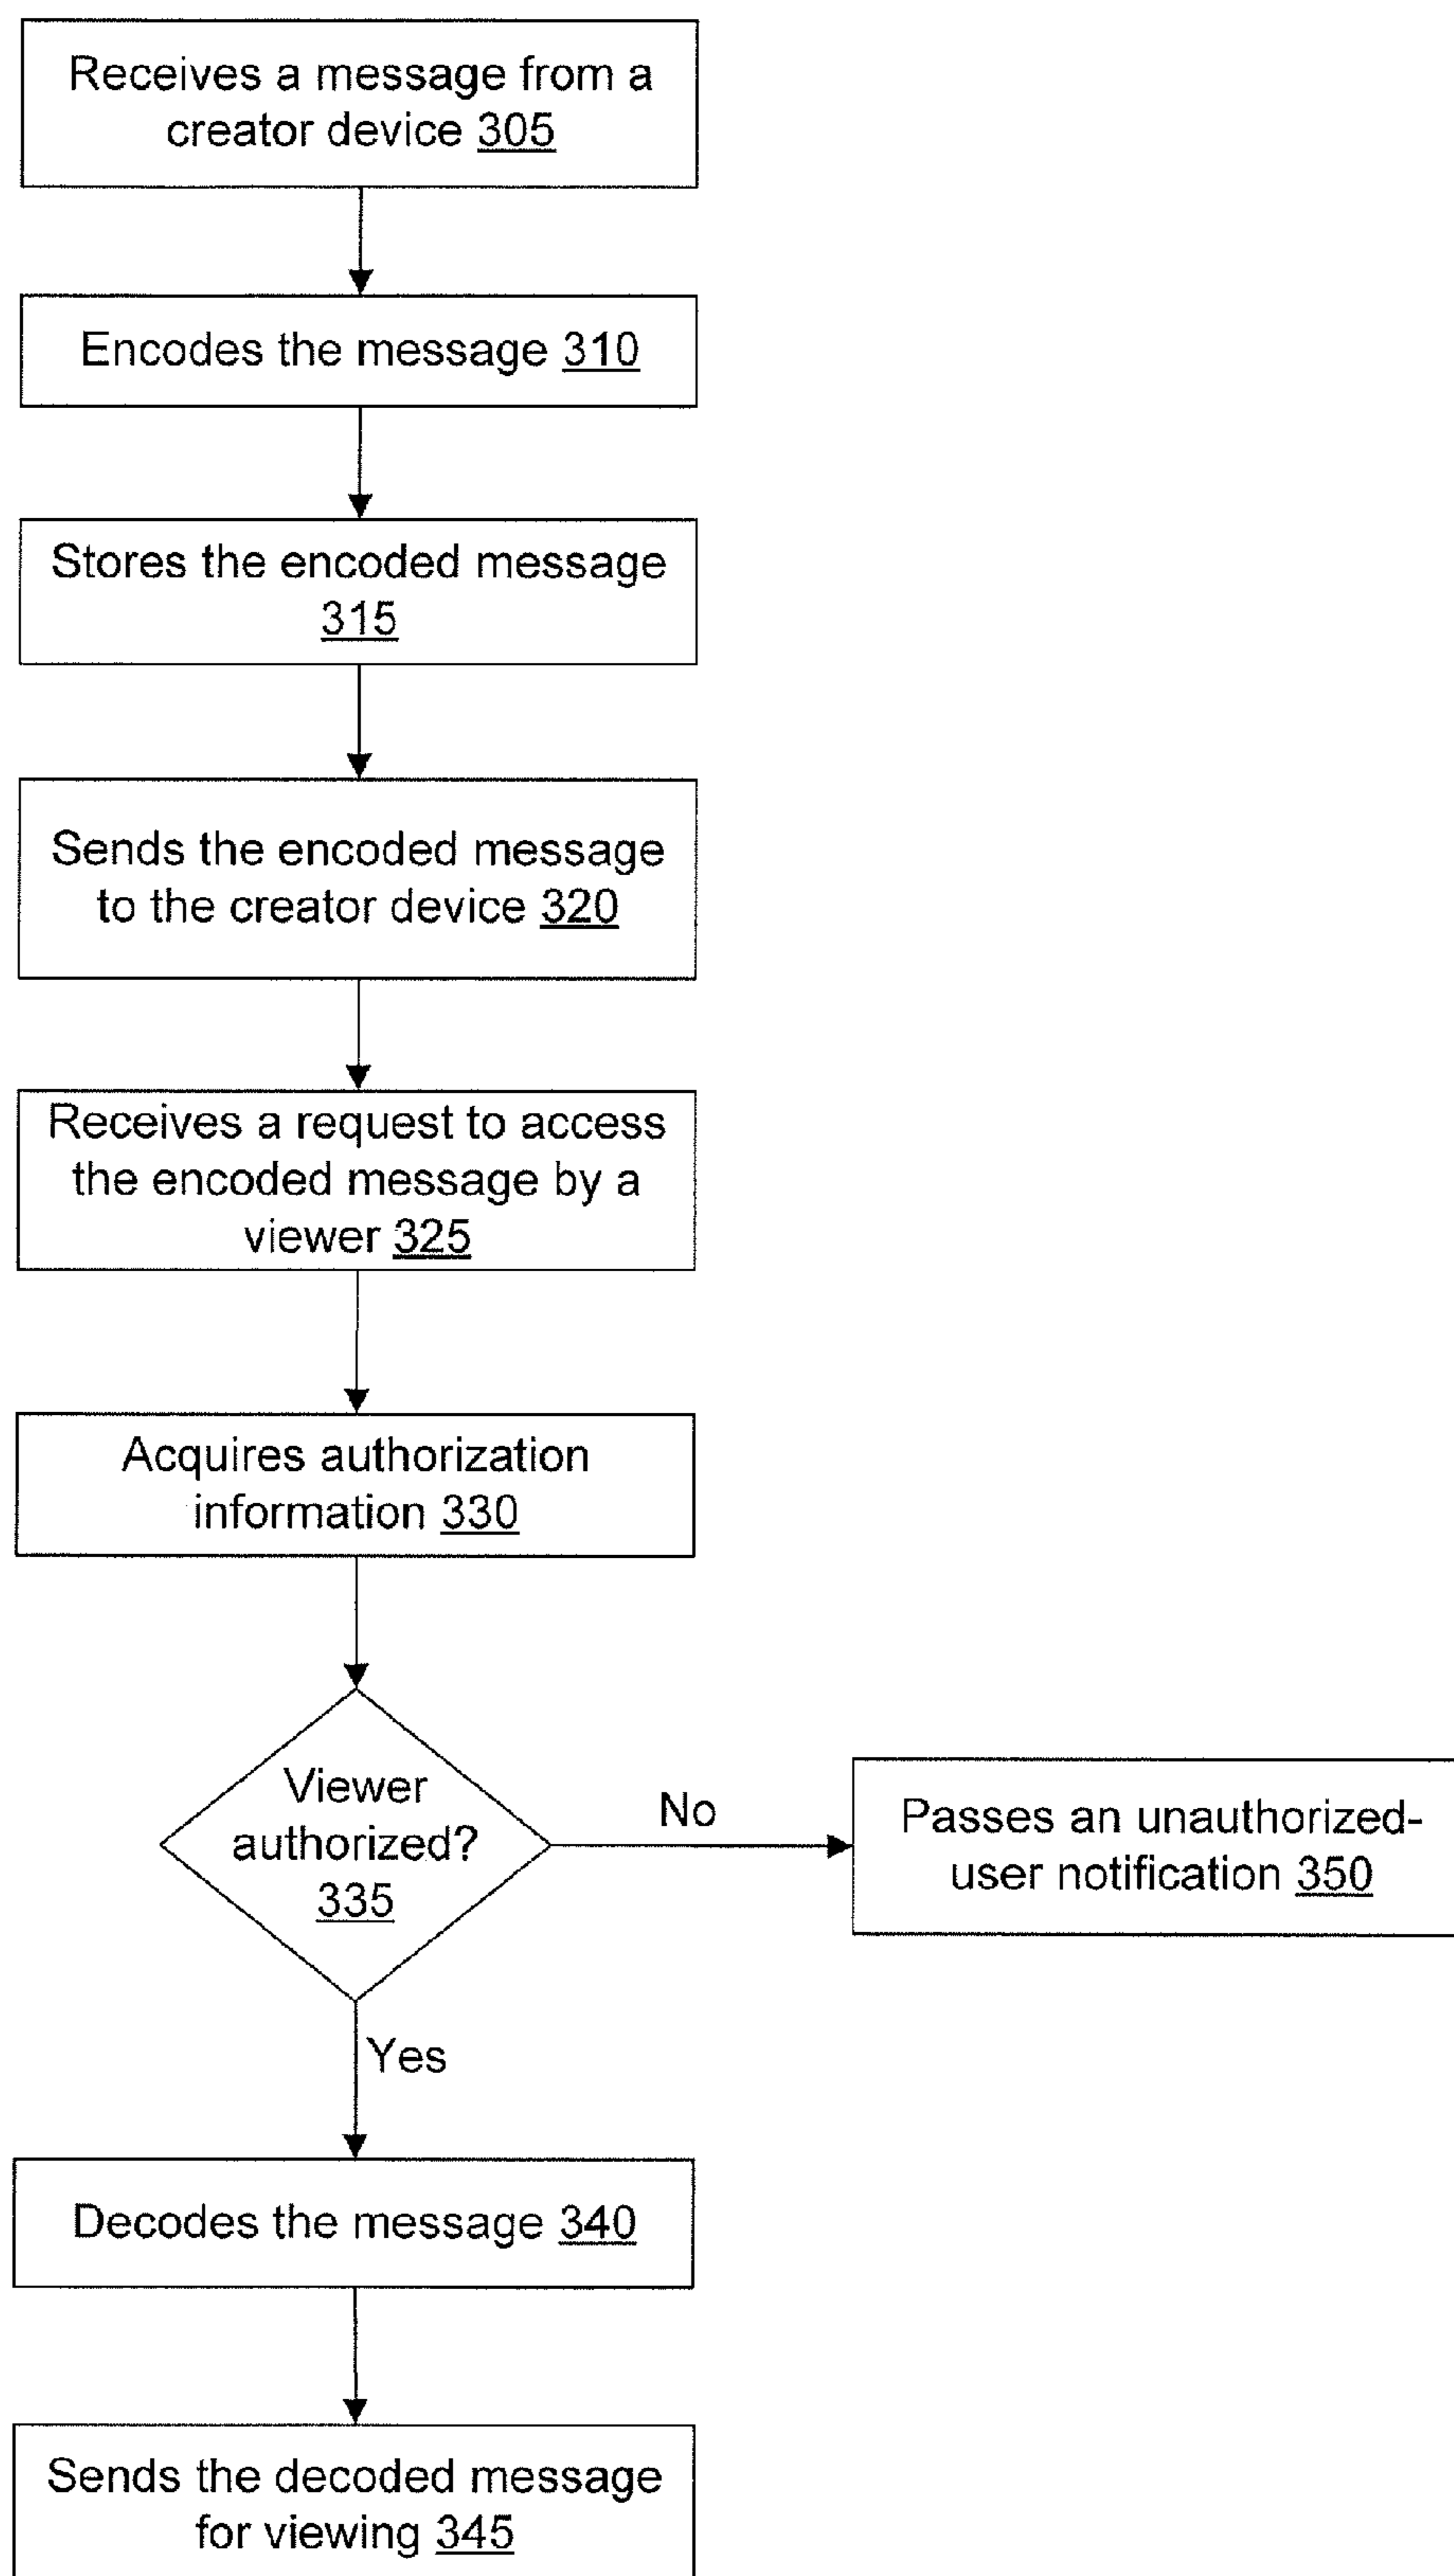 Receives a message from a
creator device 305
Encodes the message 310
Stores the encoded message
315
Sends the encoded message
to the creator device 320
Receives a request to access
the encoded message by a
viewer 325
Acquires authorization
information 330
Viewer
authorized?
335
No
Passes an unauthorized-
user notification 350
Yes
Decodes the message 340
Sends the decoded message
for viewing 345